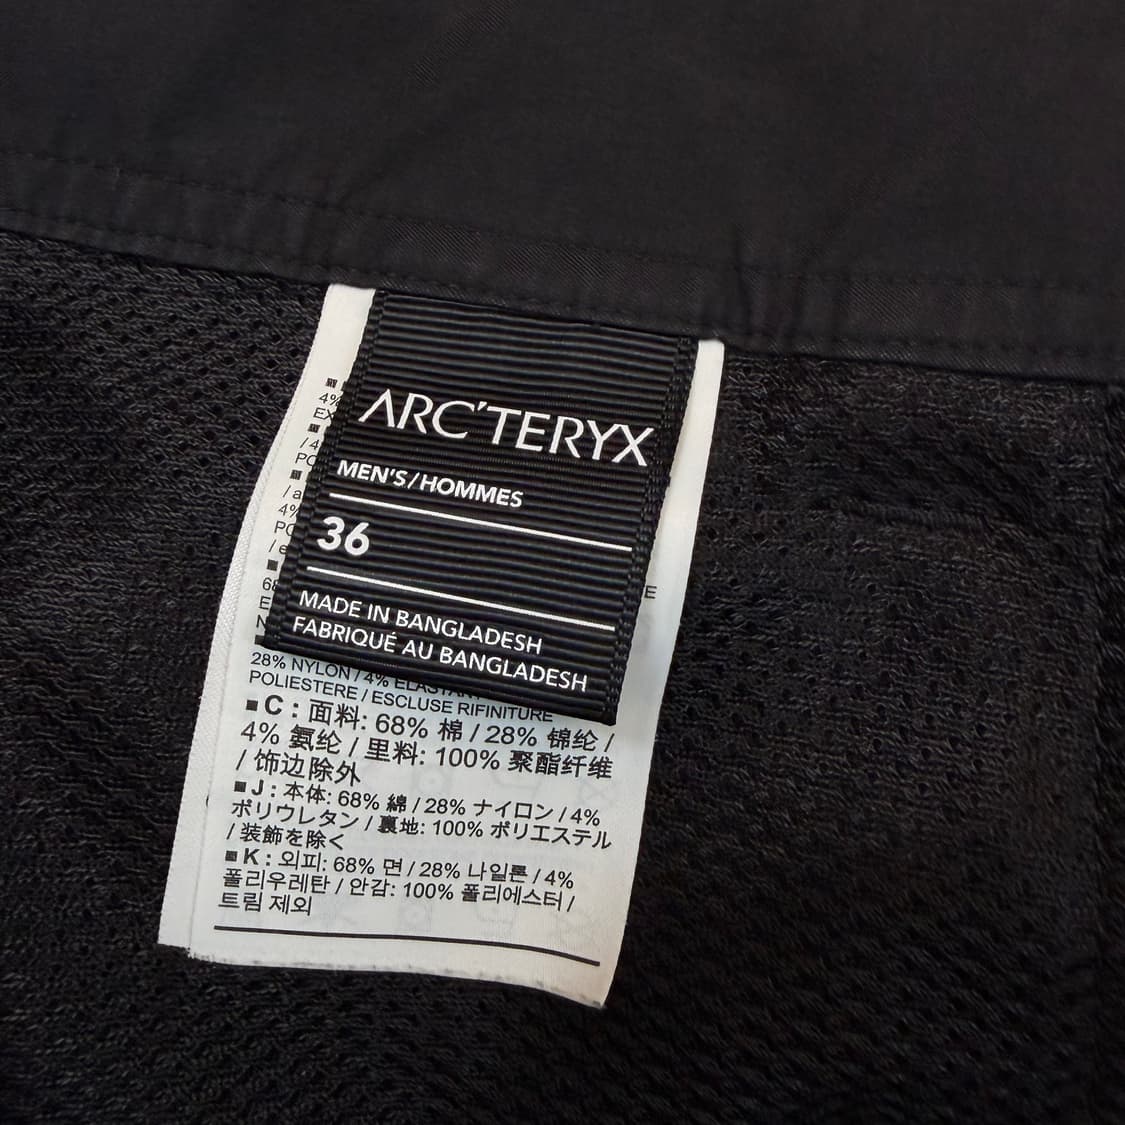 ARC'TERYX
MEN'S/HOMMES
36
MADE IN BANGLADESH
FABRIQUÉ AU BANGLADESH
4%
/ 4
/ a
4%
/ e
68
28% NYLON / 4% ELASTAN
POLIESTERE / ESCLUSE RIFINITURE
■ C : 面料: 68% 棉 / 28% 锦纶 /
4% 氨纶 / 里料: 100% 聚酯纤维
/ 饰边除外
■ J : 本体: 68% 綿 / 28% ナイロン / 4%
ポリウレタン / 裏地: 100% ポリエステル
/ 装飾を除く
■ K : 외피: 68% 면 / 28% 나일론 / 4%
폴리우레탄 / 안감: 100% 폴리에스터 /
트림 제외